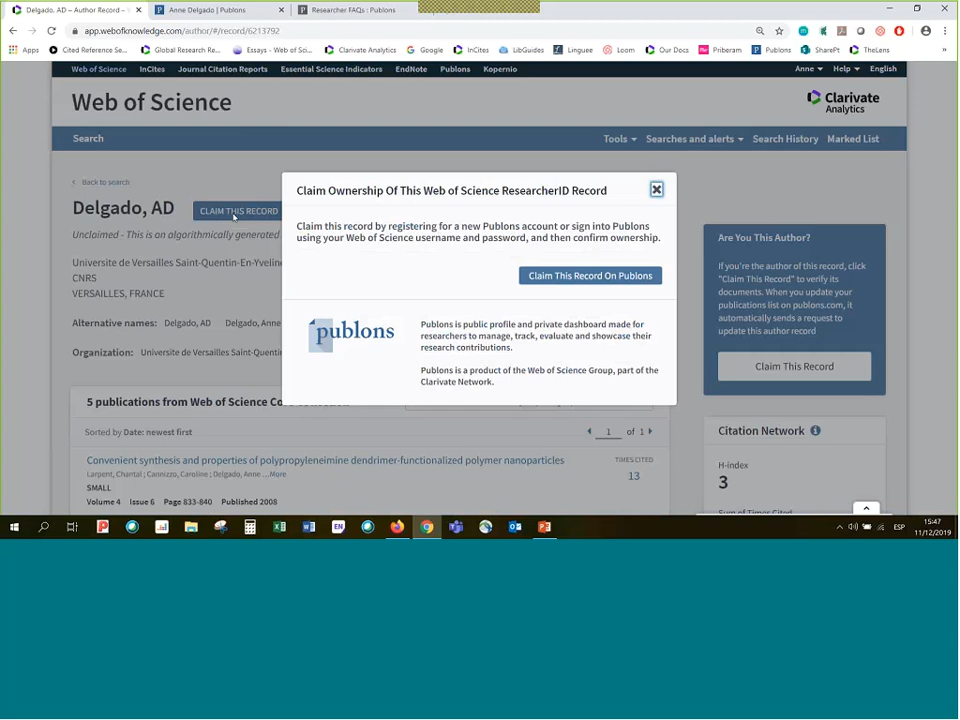 Delgado, AD – Author Record –
Anne Delgado | Publons
Researcher FAQs : Publons
app.webofknowledge.com/author/#/record/6213792
Apps
Cited Reference Se...
Global Research Re...
Essays - Web of Sci...
Clarivate Analytics
Google
InCites
LibGuides
Linguee
Loom
Our Docs
Priberam
Publons
SharePt
TheLens
»
Web of Science
InCites
Journal Citation Reports
Essential Science Indicators
EndNote
Publons
Kopernio
Anne
Help
English
Web of Science
Clarivate
Analytics
Search
Tools
Searches and alerts
Search History
Marked List
Back to search
Delgado, AD
CLAIM THIS RECORD
Unclaimed - This is an algorithmically generated
Universite de Versailles Saint-Quentin-En-Yveline
CNRS
VERSAILLES, FRANCE
Alternative names: Delgado, AD Delgado, Anne
Organization: Universite de Versailles Saint-Quentin
Claim Ownership Of This Web of Science ResearcherID Record
Claim this record by registering for a new Publons account or sign into Publons
using your Web of Science username and password, and then confirm ownership.
Claim This Record On Publons
publons
Publons is public profile and private dashboard made for
researchers to manage, track, evaluate and showcase their
research contributions.
Publons is a product of the Web of Science Group, part of the
Clarivate Network.
Are You This Author?
If you're the author of this record, click
"Claim This Record" to verify its
documents. When you update your
publications list on publons.com, it
automatically sends a request to
update this author record
Claim This Record
5 publications from Web of Science Co
Sorted by Date: newest first
1 of 1
Convenient synthesis and properties of polypropyleneimine dendrimer-functionalized polymer nanoparticles
Larpent, Chantal ; Cannizzo, Caroline ; Delgado, Anne ...More
SMALL
Volume 4 Issue 6 Page 833-840 Published 2008
TIMES CITED
13
Citation Network
H-index
3
Sum of Times Cited
EN
ESP
15:47
11/12/2019